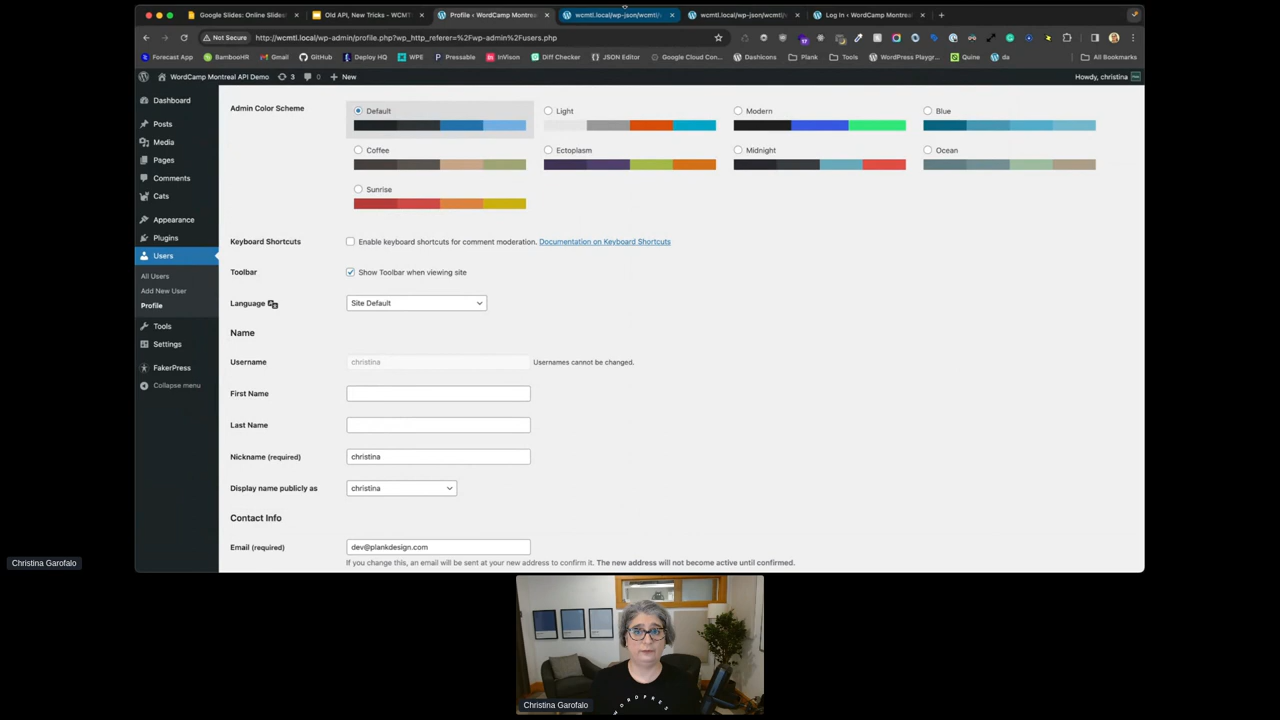 Google Slides: Online Slides
Old API, New Tricks - WCMT
Profile ‹ WordCamp Montreal
wcmtl.local/wp-json/wcmtl/
wcmtl.local/wp-json/wcmtl/
Log In ‹ WordCamp Montreal
Not Secure http://wcmtl.local/wp-admin/profile.php?wp_http_referer=%2Fwp-admin%2Fusers.php
Forecast App BambooHR Gmail GitHub Deploy HQ WPE Pressable InVison Diff Checker JSON Editor Google Cloud Con... Dashicons Plank Tools WordPress Playgr... Quine da All Bookmarks
WordCamp Montreal API Demo 3 0 New Howdy, christina
Dashboard
Posts
Media
Pages
Comments
Cats
Appearance
Plugins
Users
All Users
Add New User
Profile
Tools
Settings
FakerPress
Collapse menu
Admin Color Scheme
Default Light Modern Blue
Coffee Ectoplasm Midnight Ocean
Sunrise
Keyboard Shortcuts Enable keyboard shortcuts for comment moderation. Documentation on Keyboard Shortcuts
Toolbar Show Toolbar when viewing site
Language Site Default
Name
Username christina Usernames cannot be changed.
First Name
Last Name
Nickname (required) christina
Display name publicly as christina
Contact Info
Email (required) dev@plankdesign.com
If you change this, an email will be sent at your new address to confirm it. The new address will not become active until confirmed.
Christina Garofalo
WORDPRES
Christina Garofalo